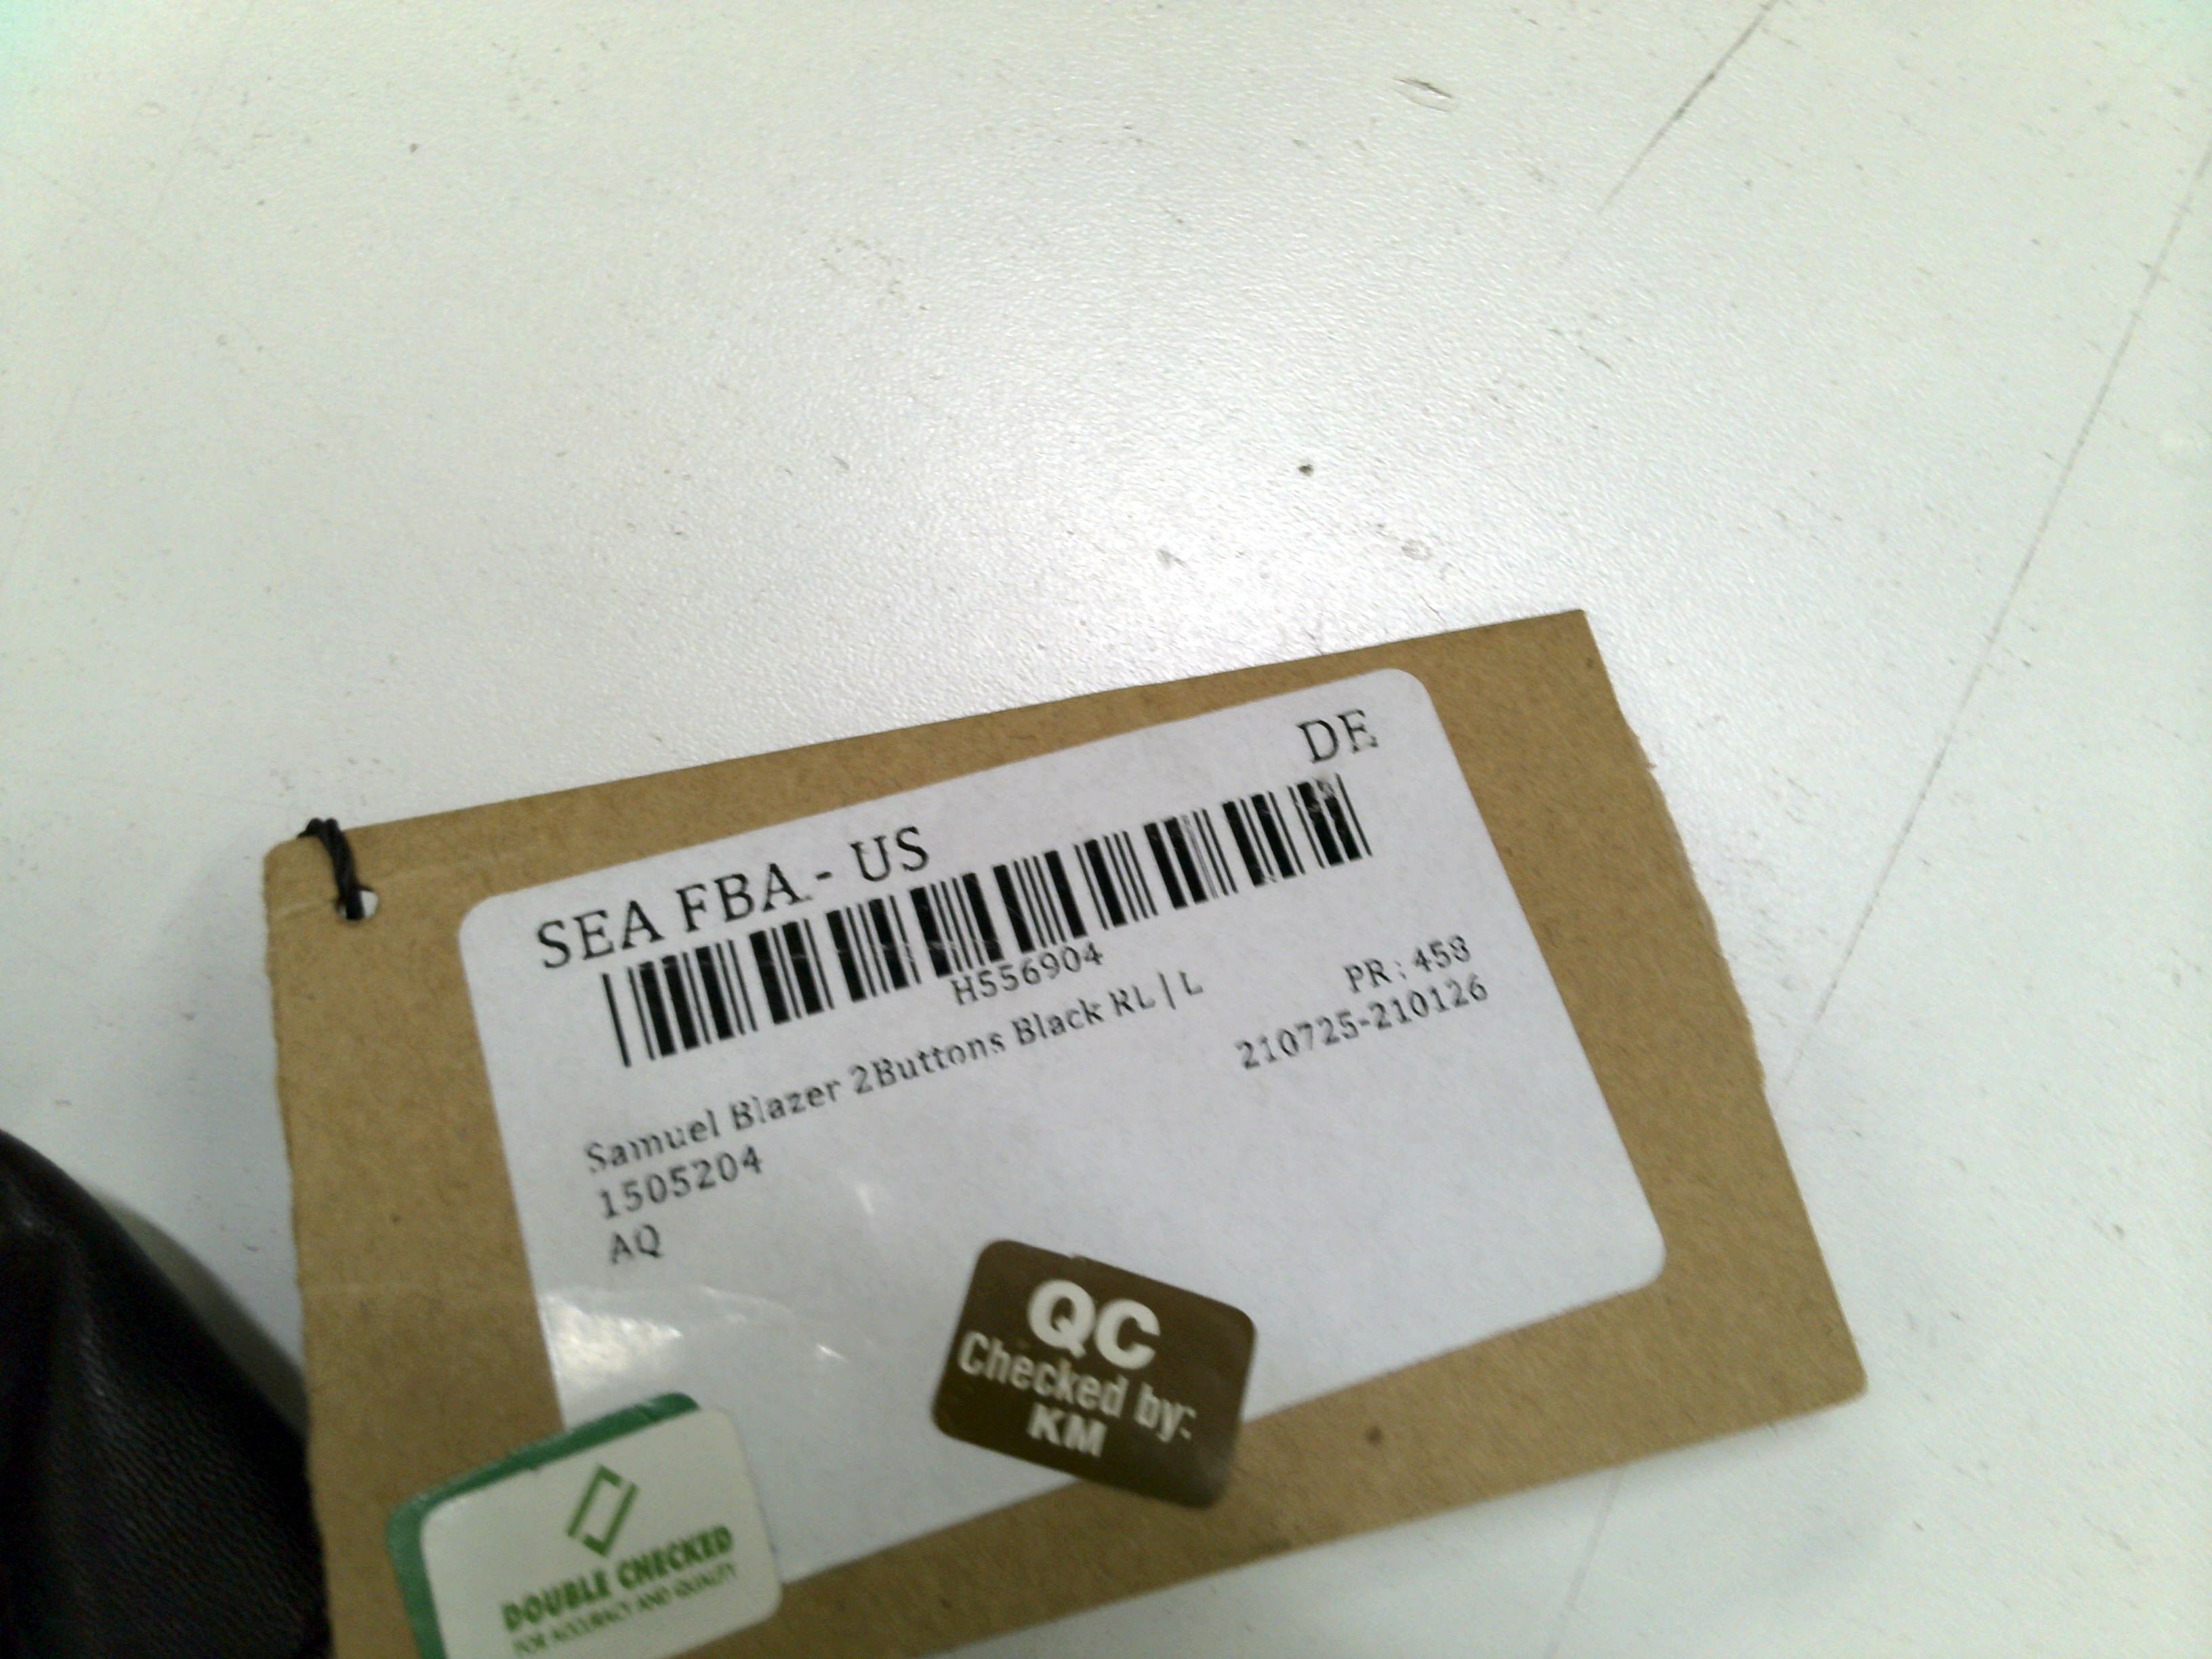 DE
SEA FBA - US
H556904
Samuel Blazer 2Buttons Black RL | L
PR : 458
1505204
210725-210126
AQ
QC
Checked by:
KM
DOUBLE CHECKED
FOR ACCURACY AND QUALITY